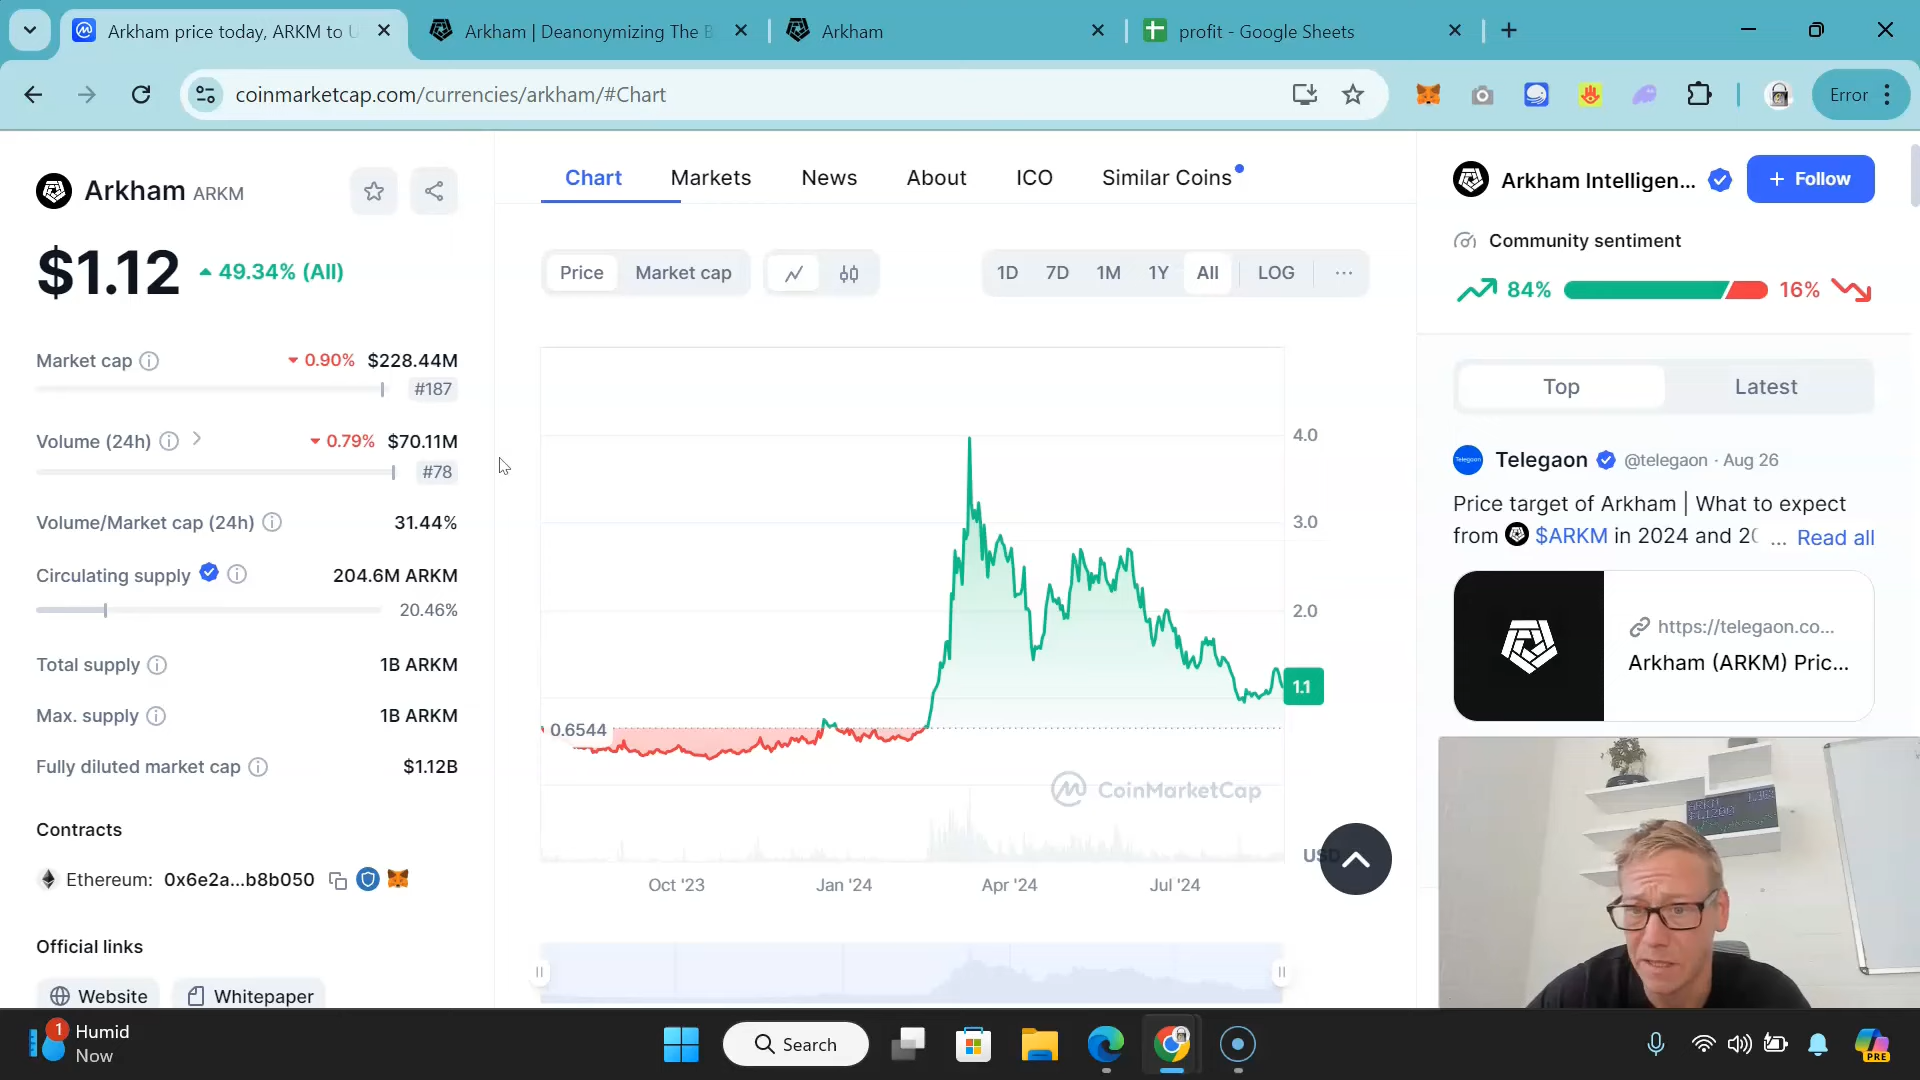 Arkham price today, ARKM to U
Arkham | Deanonymizing The B
Arkham
profit - Google Sheets
coinmarketcap.com/currencies/arkham/#Chart
Error
Arkham ARKM
$1.12 49.34% (All)
Market cap 0.90% $228.44M
#187
Volume (24h) 0.79% $70.11M
#78
Volume/Market cap (24h) 31.44%
Circulating supply 204.6M ARKM
20.46%
Total supply 1B ARKM
Max. supply 1B ARKM
Fully diluted market cap $1.12B
Contracts
Ethereum: 0x6e2a...b8b050
Official links
Website Whitepaper
Chart Markets News About ICO Similar Coins
Price Market cap 1D 7D 1M 1Y All LOG ...
4.0
3.0
2.0
1.1
0.6544
CoinMarketCap
USD
Oct '23 Jan '24 Apr '24 Jul '24
Arkham Intelligen... + Follow
Community sentiment
84% 16%
Top Latest
Telegaon @telegaon · Aug 26
Price target of Arkham | What to expect
from $ARKM in 2024 and 20 ... Read all
Telegaon
https://telegaon.co...
Arkham (ARKM) Pric...
ARKM
1 Humid
Now
Search
PRE